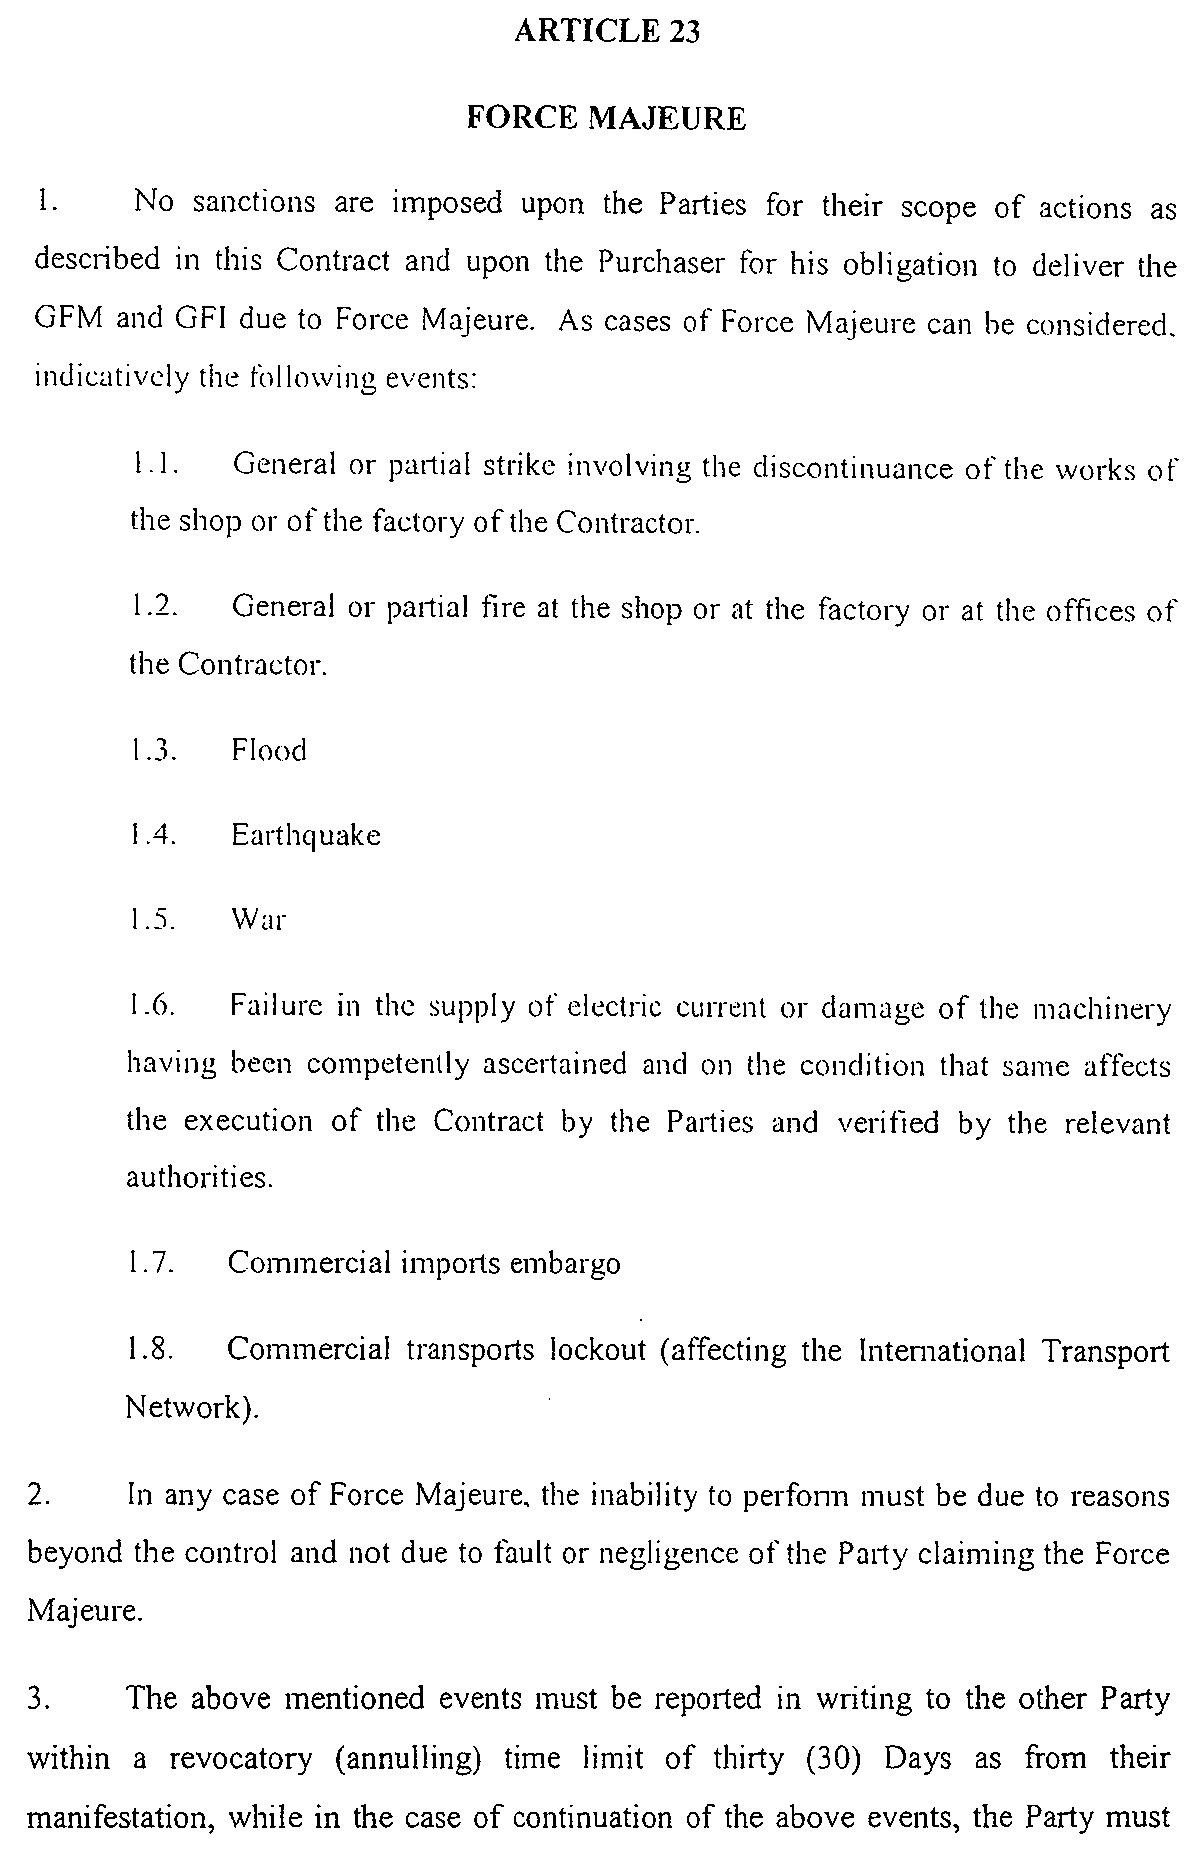 ARTICLE 23
FORCE MAJEURE
1. No sanctions are imposed upon the Parties for their scope of actions as
described in this Contract and upon the Purchaser for his obligation to deliver the
GFM and GFI due to Force Majeure. As cases of Force Majeure can be considered,
indicatively the following events:
1.1. General or partial strike involving the discontinuance of the works of
the shop or of the factory of the Contractor.
1.2. General or partial fire at the shop or at the factory or at the offices of
the Contractor.
1.3. Flood
1.4. Earthquake
1.5. War
1.6. Failure in the supply of electric current or damage of the machinery
having been competently ascertained and on the condition that same affects
the execution of the Contract by the Parties and verified by the relevant
authorities.
1.7. Commercial imports embargo
1.8. Commercial transports lockout (affecting the International Transport
Network).
2. In any case of Force Majeure, the inability to perform must be due to reasons
beyond the control and not due to fault or negligence of the Party claiming the Force
Majeure.
3. The above mentioned events must be reported in writing to the other Party
within a revocatory (annulling) time limit of thirty (30) Days as from their
manifestation, while in the case of continuation of the above events, the Party must